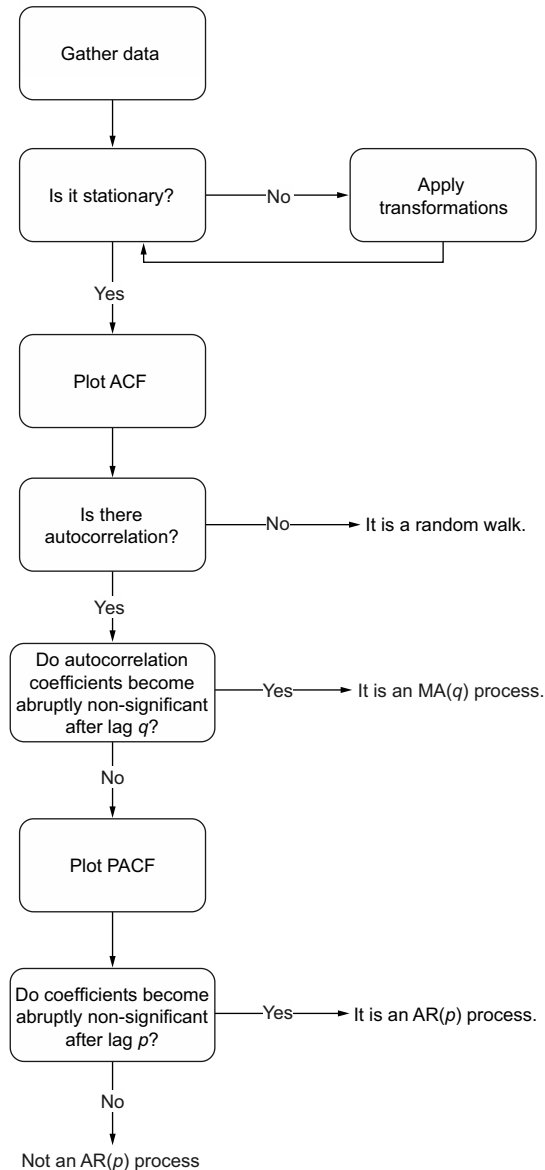 Gather data
Is it stationary?
No
Apply
transformations
Yes
Plot ACF
Is there
autocorrelation?
No
It is a random walk.
Yes
Do autocorrelation
coefficients become
abruptly non-significant
after lag q?
Yes
It is an MA(q) process.
No
Plot PACF
Do coefficients become
abruptly non-significant
after lag p?
Yes
It is an AR(p) process.
No
Not an AR(p) process